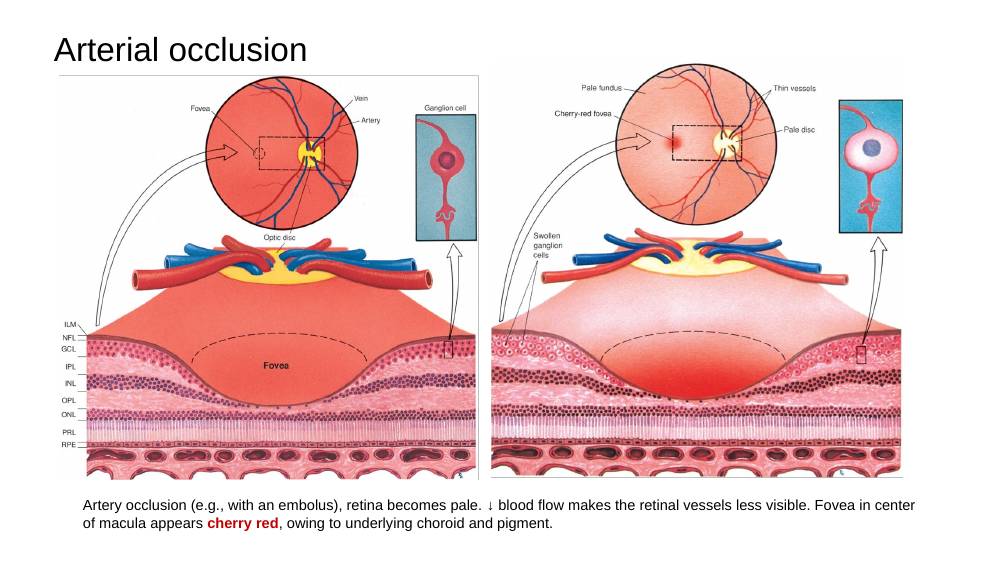 Arterial occlusion
Fovea
Vein
Artery
Ganglion cell
Optic disc
ILM
NFL
GCL
IPL
INL
OPL
ONL
PRL
RPE
Fovea
Pale fundus
Cherry-red fovea
Thin vessels
Pale disc
Swollen
ganglion
cells
Artery occlusion (e.g., with an embolus), retina becomes pale. ↓ blood flow makes the retinal vessels less visible. Fovea in center
of macula appears cherry red, owing to underlying choroid and pigment.